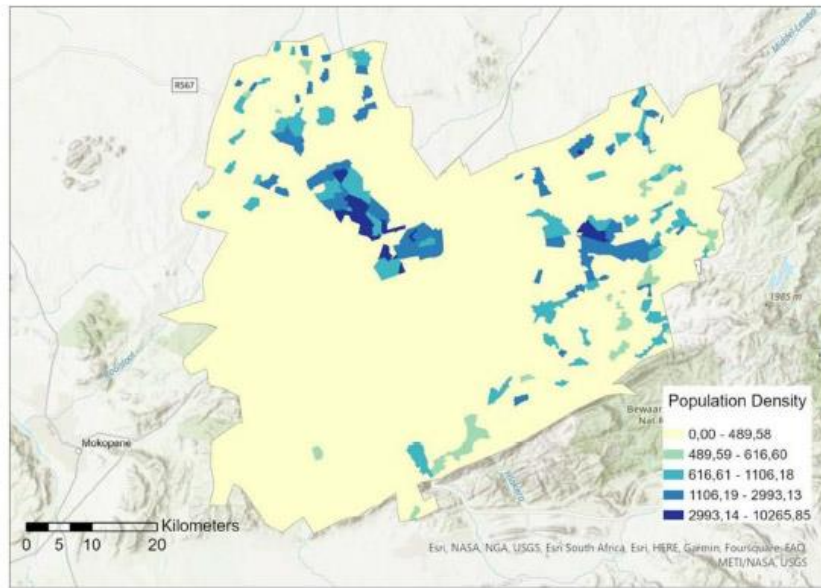 Middel-Letaba
R567
1985 m
Mokopane
Population Density
0,00 - 489,58
489,59 - 616,60
616,61 - 1106,18
1106,19 - 2993,13
2993,14 - 10265,85
Kilometers
0 5 10 20
Esri, NASA, NGA, USGS, Esri South Africa, Esri, HERE, Garmin, Foursquare, FAO,
METI/NASA, USGS